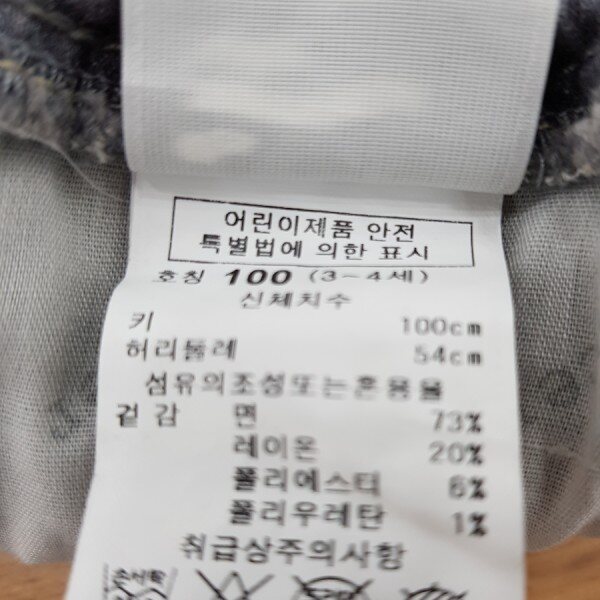 어린이제품 안전
특별법에 의한 표시
호칭 100 (3-4세)
신체치수
키 100cm
허리둘레 54cm
섬유의조성또는혼용율
겉감 면 73%
레이온 20%
폴리에스터 6%
폴리우레탄 1%
취급상주의사항
손세탁